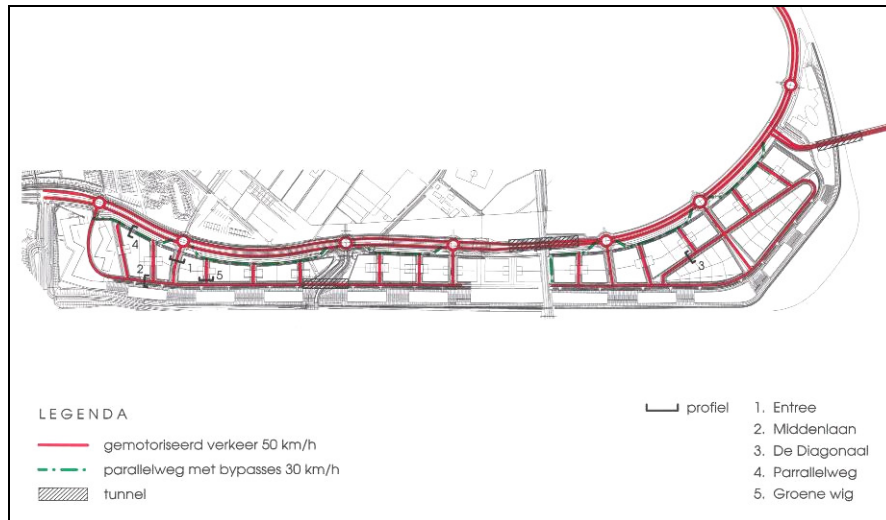 4
1
2
5
3
LEGENDA
gemotoriseerd verkeer 50 km/h
parallelweg met bypasses 30 km/h
tunnel
profiel
1. Entree
2. Middenlaan
3. De Diagonaal
4. Parrallelweg
5. Groene wig